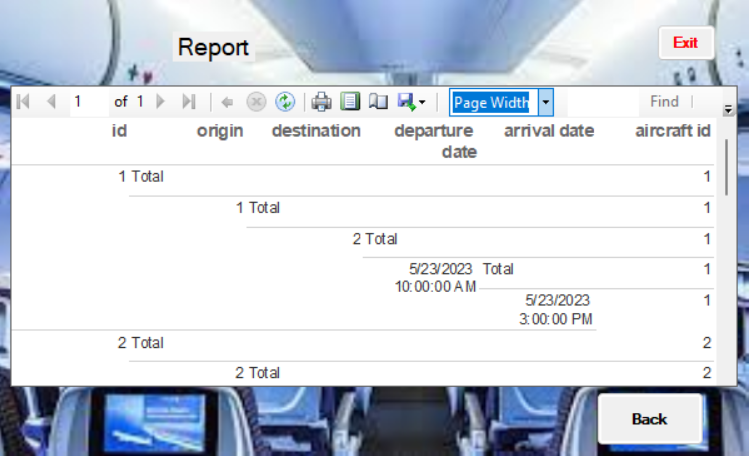 Report
Exit
1 of 1 Page Width Find
id origin destination departure date arrival date aircraft id
1 Total 1
1 Total 1
2 Total 1
5/23/2023 10:00:00 AM Total 1
5/23/2023 3:00:00 PM 1
2 Total 2
2 Total 2
Back